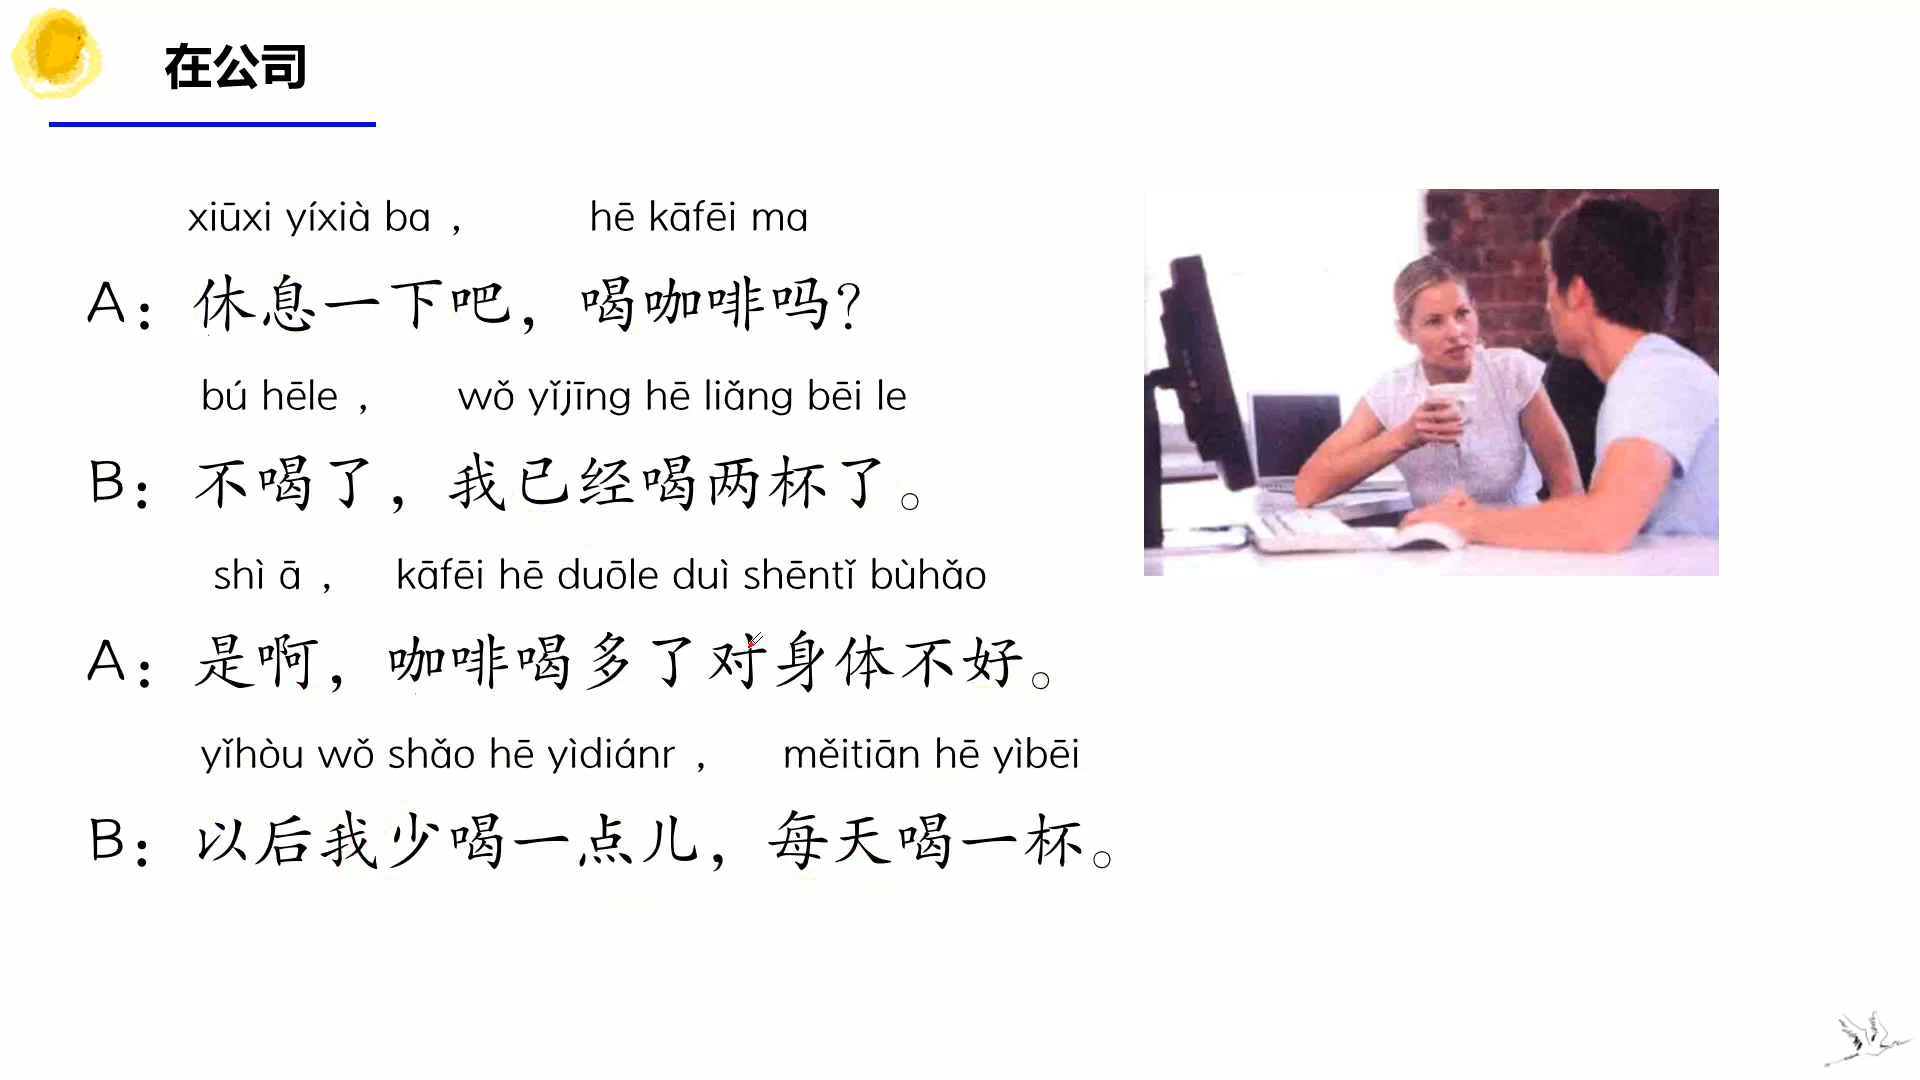 在公司
xiūxi yíxià ba， hē kāfēi ma
A：休息一下吧，喝咖啡吗?
bú hēle， wǒ yǐjīng hē liǎng bēi le
B：不喝了，我已经喝两杯了。
shì ā， kāfēi hē duōle duì shēntǐ bùhǎo
A：是啊，咖啡喝多了对身体不好。
yǐhòu wǒ shǎo hē yìdiánr， měitiān hē yìbēi
B：以后我少喝一点儿，每天喝一杯。